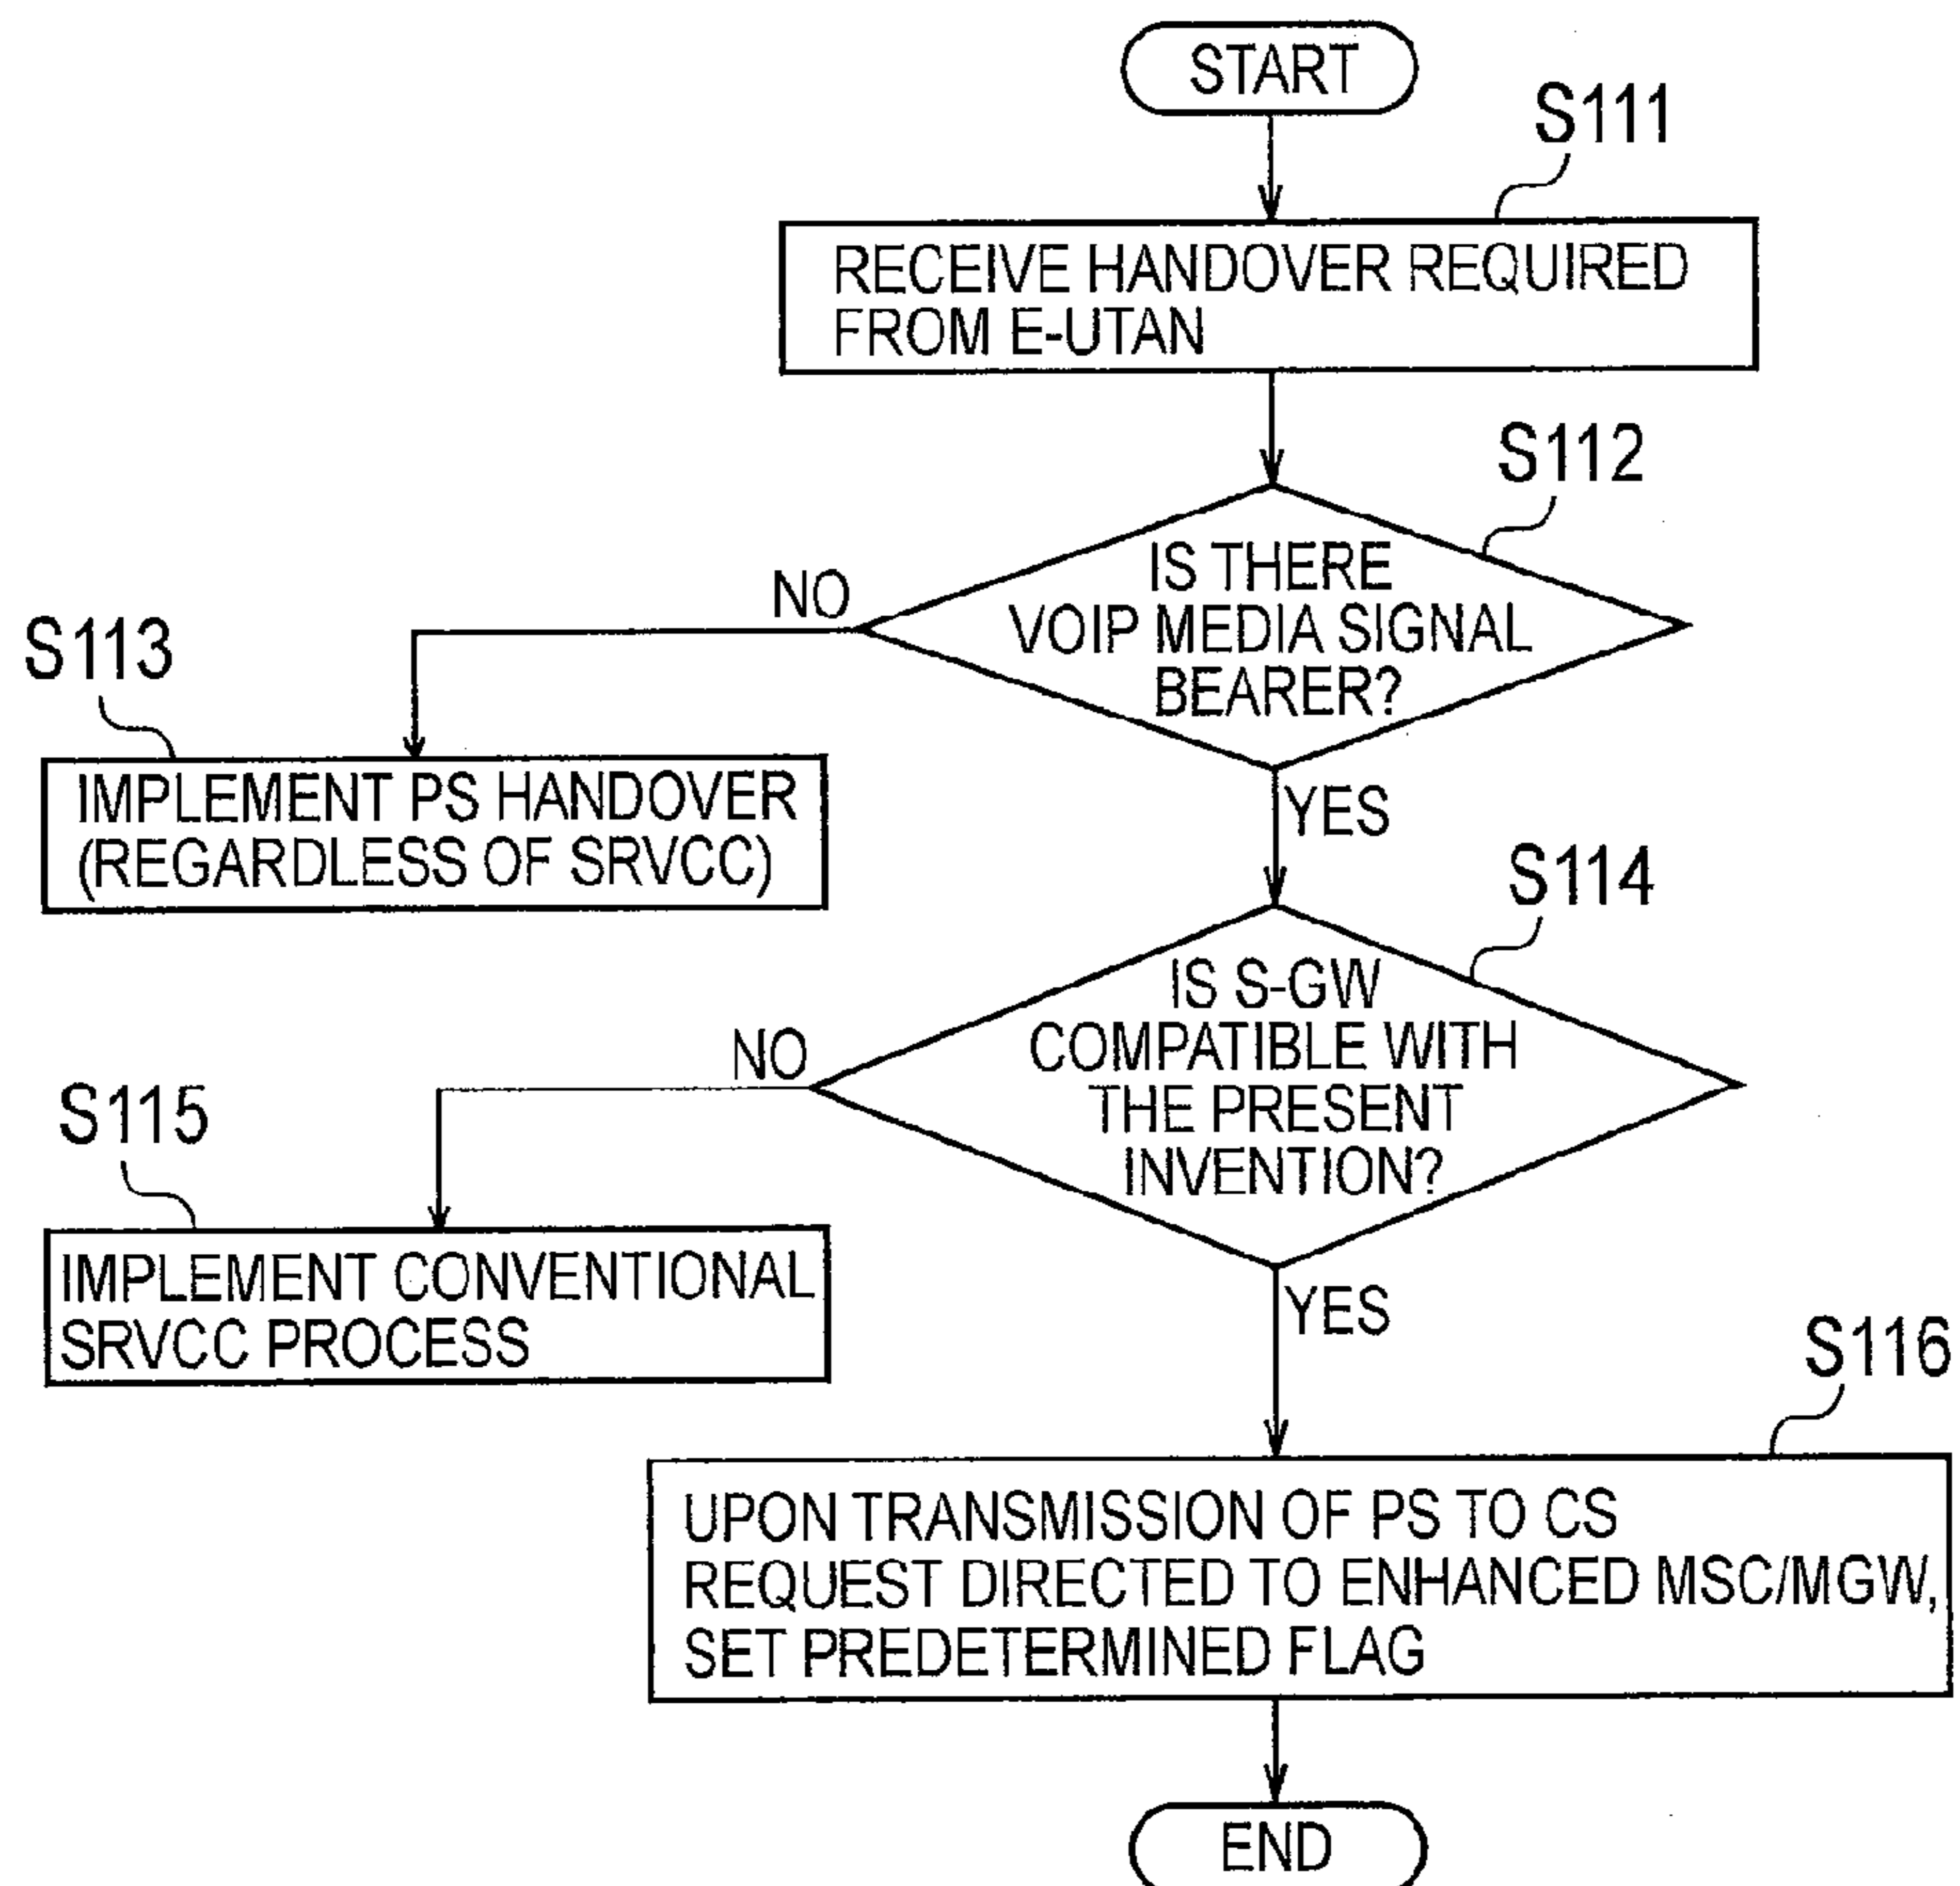 START
S111
RECEIVE HANDOVER REQUIRED
FROM E-UTAN
S112
IS THERE
VOIP MEDIA SIGNAL
BEARER?
NO
YES
S113
IMPLEMENT PS HANDOVER
(REGARDLESS OF SRVCC)
S114
IS S-GW
COMPATIBLE WITH
THE PRESENT
INVENTION?
NO
YES
S115
IMPLEMENT CONVENTIONAL
SRVCC PROCESS
S116
UPON TRANSMISSION OF PS TO CS
REQUEST DIRECTED TO ENHANCED MSC/MGW,
SET PREDETERMINED FLAG
END